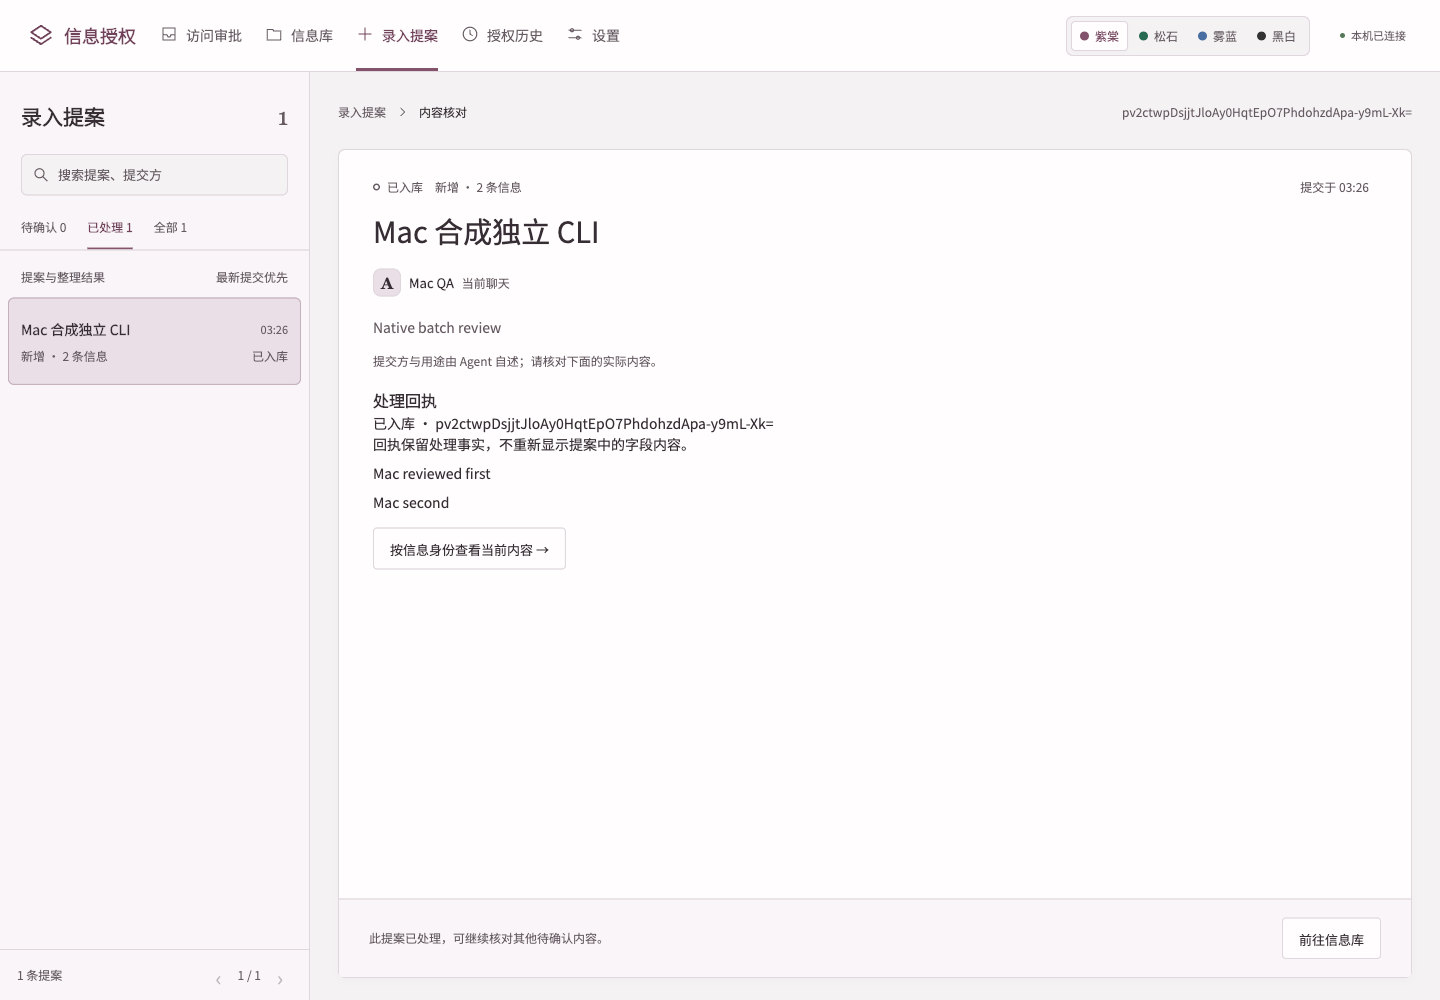 信息授权
访问审批
信息库
录入提案
授权历史
设置
紫棠
松石
雾蓝
黑白
本机已连接
录入提案
1
搜索提案、提交方
待确认 0
已处理 1
全部 1
提案与整理结果
最新提交优先
Mac 合成独立 CLI
03:26
新增 · 2 条信息
已入库
1 条提案
‹ 1 / 1 ›
录入提案 > 内容核对
pv2ctwpDsjjtJloAy0HqtEpO7PhdohzdApa-y9mL-Xk=
已入库 新增 · 2 条信息
提交于 03:26
Mac 合成独立 CLI
A Mac QA 当前聊天
Native batch review
提交方与用途由 Agent 自述；请核对下面的实际内容。
处理回执
已入库 · pv2ctwpDsjjtJloAy0HqtEpO7PhdohzdApa-y9mL-Xk=
回执保留处理事实，不重新显示提案中的字段内容。
Mac reviewed first
Mac second
按信息身份查看当前内容 →
此提案已处理，可继续核对其他待确认内容。
前往信息库